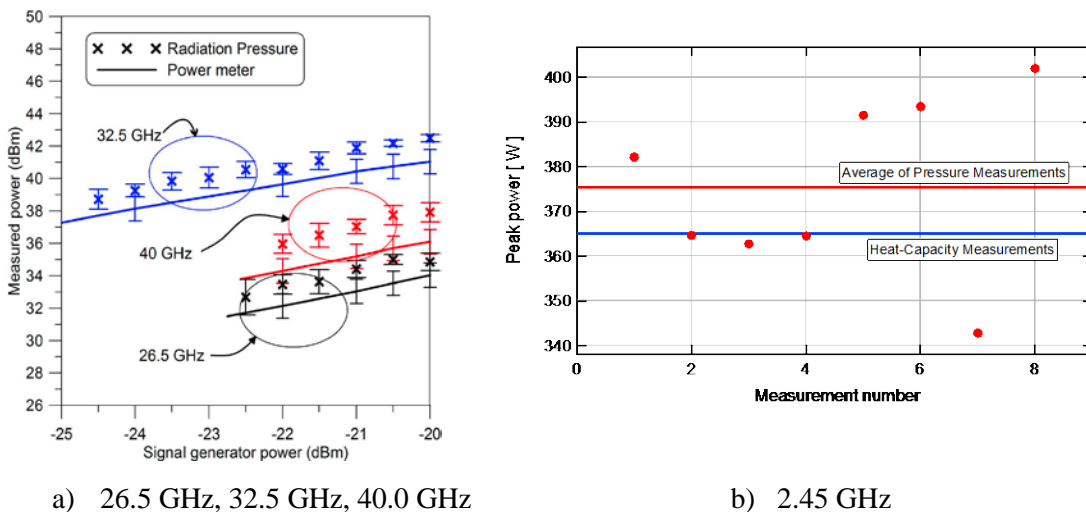 50
48
46
44
42
40
38
36
34
32
30
28
26
Measured power (dBm)
Radiation Pressure
Power meter
32.5 GHz
40 GHz
26.5 GHz
-25 -24 -23 -22 -21 -20
Signal generator power (dBm)
400
390
380
370
360
350
340
Peak power [ W ]
Average of Pressure Measurements
Heat-Capacity Measurements
0 2 4 6 8
Measurement number
a) 26.5 GHz, 32.5 GHz, 40.0 GHz
b) 2.45 GHz